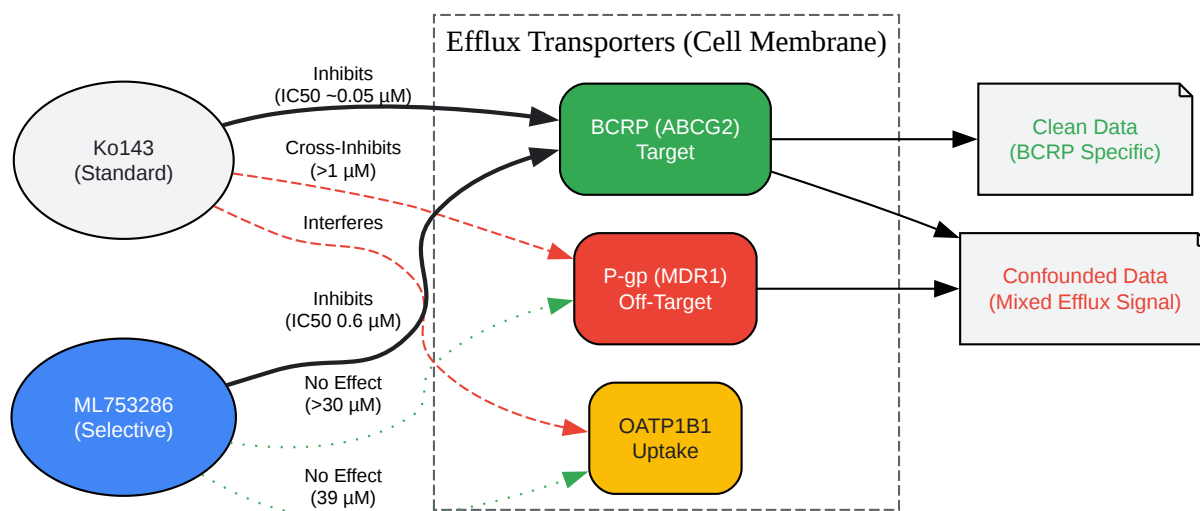 Efflux Transporters (Cell Membrane)
Inhibits
(IC50 ~0.05 µM)
Ko143
(Standard)
BCRP (ABCG2)
Target
Clean Data
(BCRP Specific)
Cross-Inhibits
(>1 µM)
Interferes
P-gp (MDR1)
Off-Target
Confounded Data
(Mixed Efflux Signal)
Inhibits
(IC50 0.6 µM)
ML753286
(Selective)
No Effect
(>30 µM)
OATP1B1
Uptake
No Effect
(39 µM)